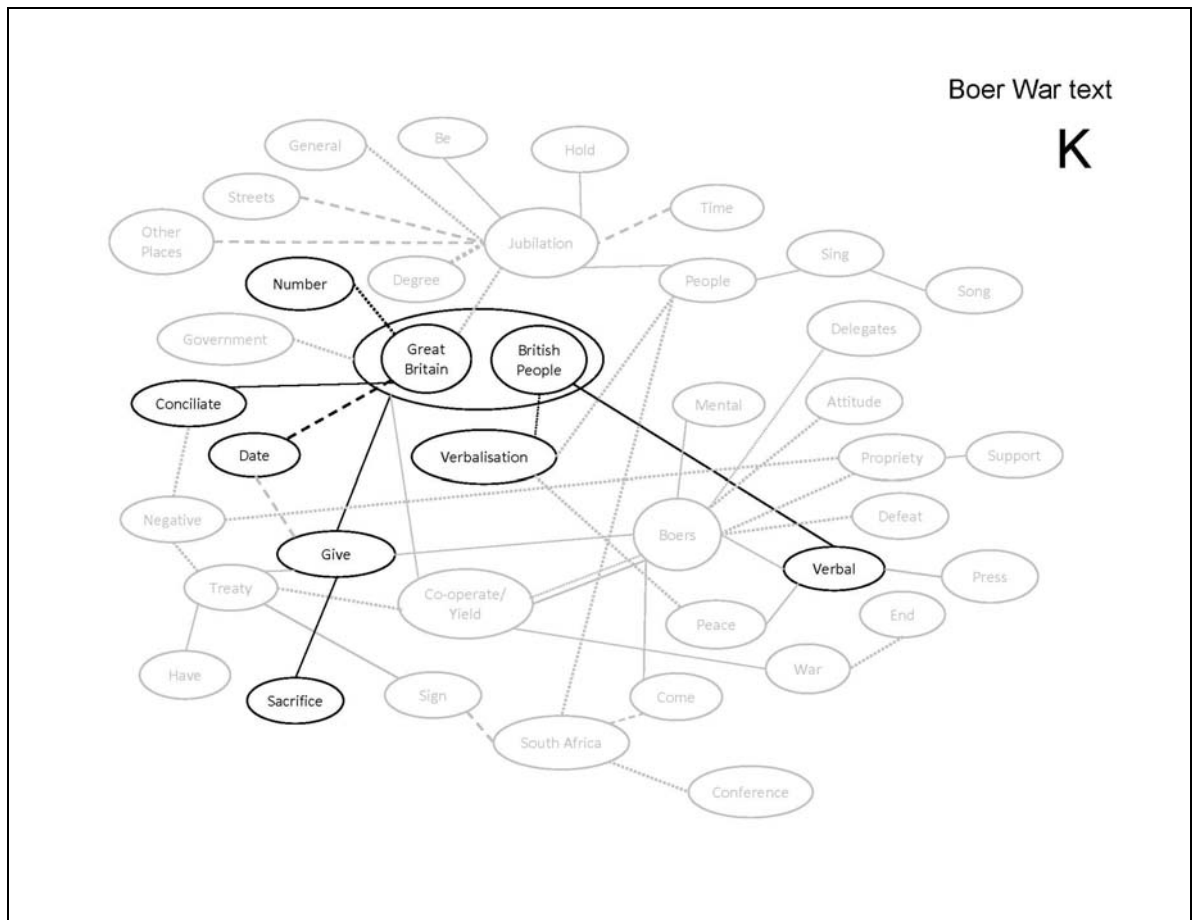 Boer War text
K
Be
General
Hold
Streets
Time
Other
Places
Jubilation
Sing
Degree
People
Number
Song
Delegates
Government
Great
Britain
British
People
Conciliate
Mental
Attitude
Date
Verbalisation
Propriety
Support
Negative
Defeat
Boers
Give
Verbal
Press
Treaty
Co-operate/
Yield
End
Peace
War
Have
Sacrifice
Sign
Come
South Africa
Conference